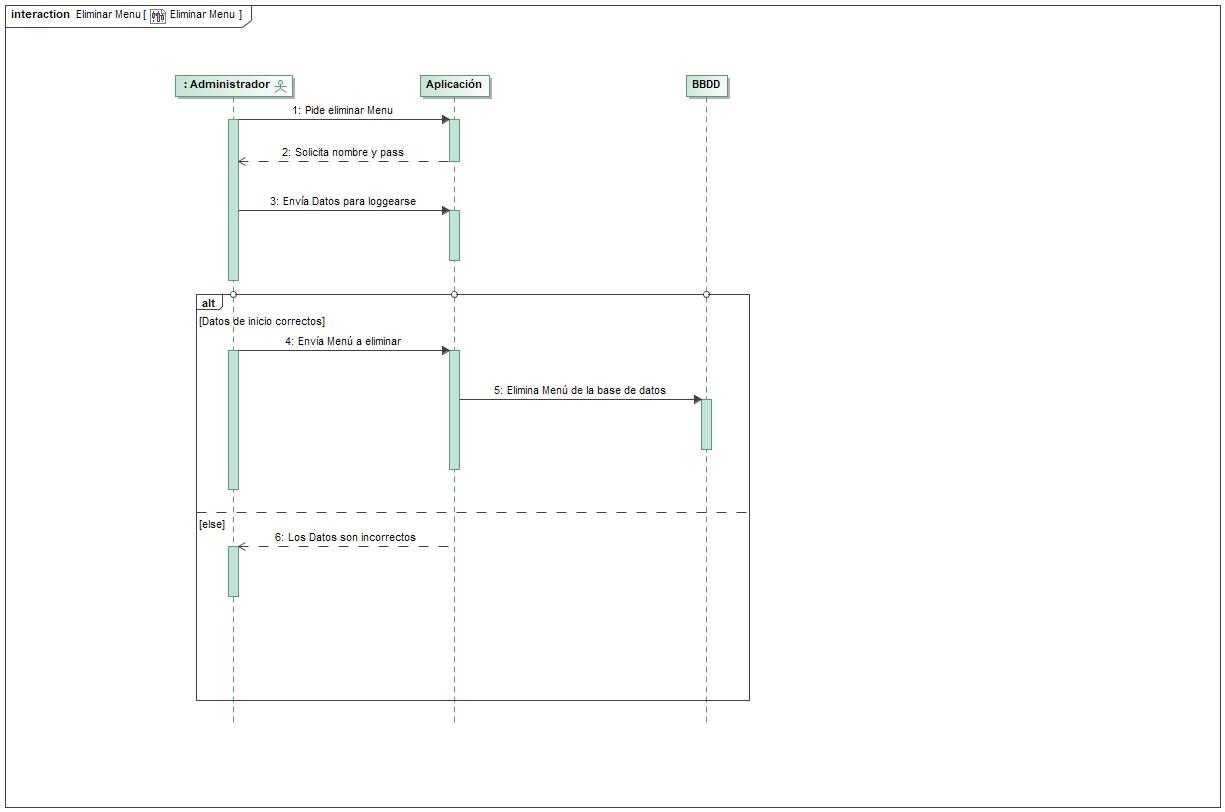 interaction Eliminar Menu [ Eliminar Menu ]
: Administrador
Aplicación
BBDD
1: Pide eliminar Menu
2: Solicita nombre y pass
3: Envía Datos para loggearse
alt
[Datos de inicio correctos]
4: Envía Menú a eliminar
5: Elimina Menú de la base de datos
[else]
6: Los Datos son incorrectos